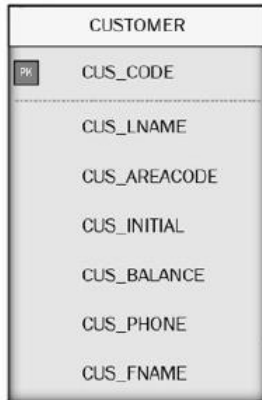 CUSTOMER
PK CUS_CODE
CUS_LNAME
CUS_AREACODE
CUS_INITIAL
CUS_BALANCE
CUS_PHONE
CUS_FNAME